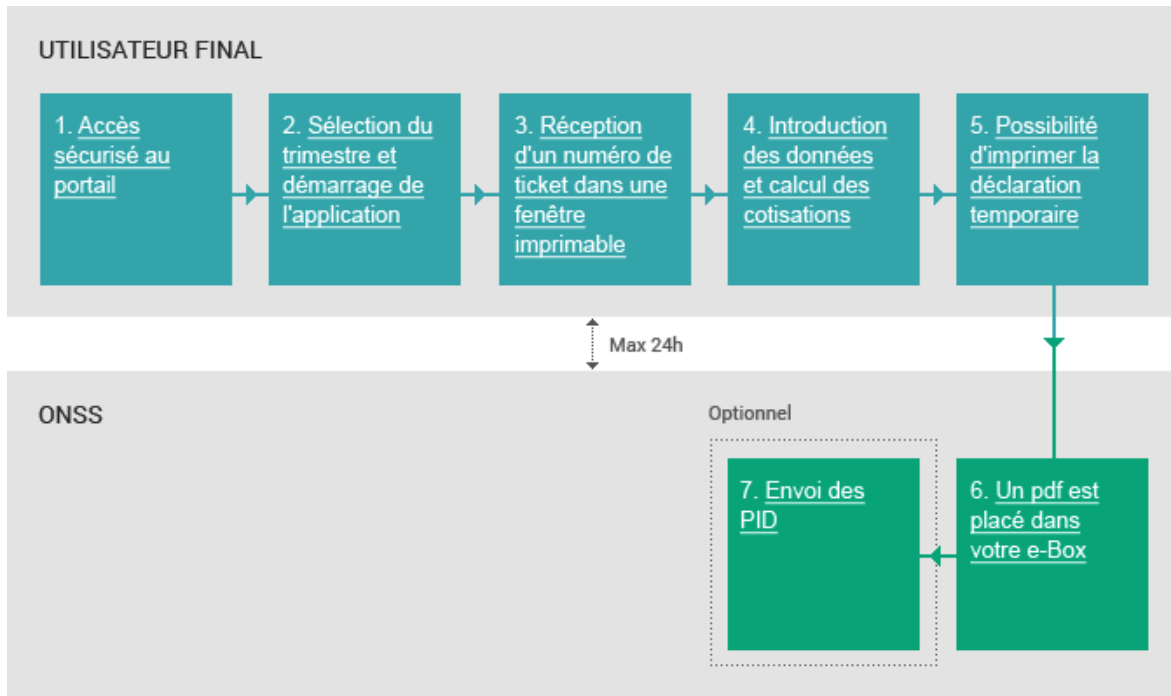 UTILISATEUR FINAL
1. Accès
sécurisé au
portail
2. Sélection du
trimestre et
démarrage de
l'application
3. Réception
d'un numéro de
ticket dans une
fenêtre
imprimable
4. Introduction
des données
et calcul des
cotisations
5. Possibilité
d'imprimer la
déclaration
temporaire
Max 24h
ONSS
Optionnel
7. Envoi des
PID
6. Un pdf est
placé dans
votre e-Box